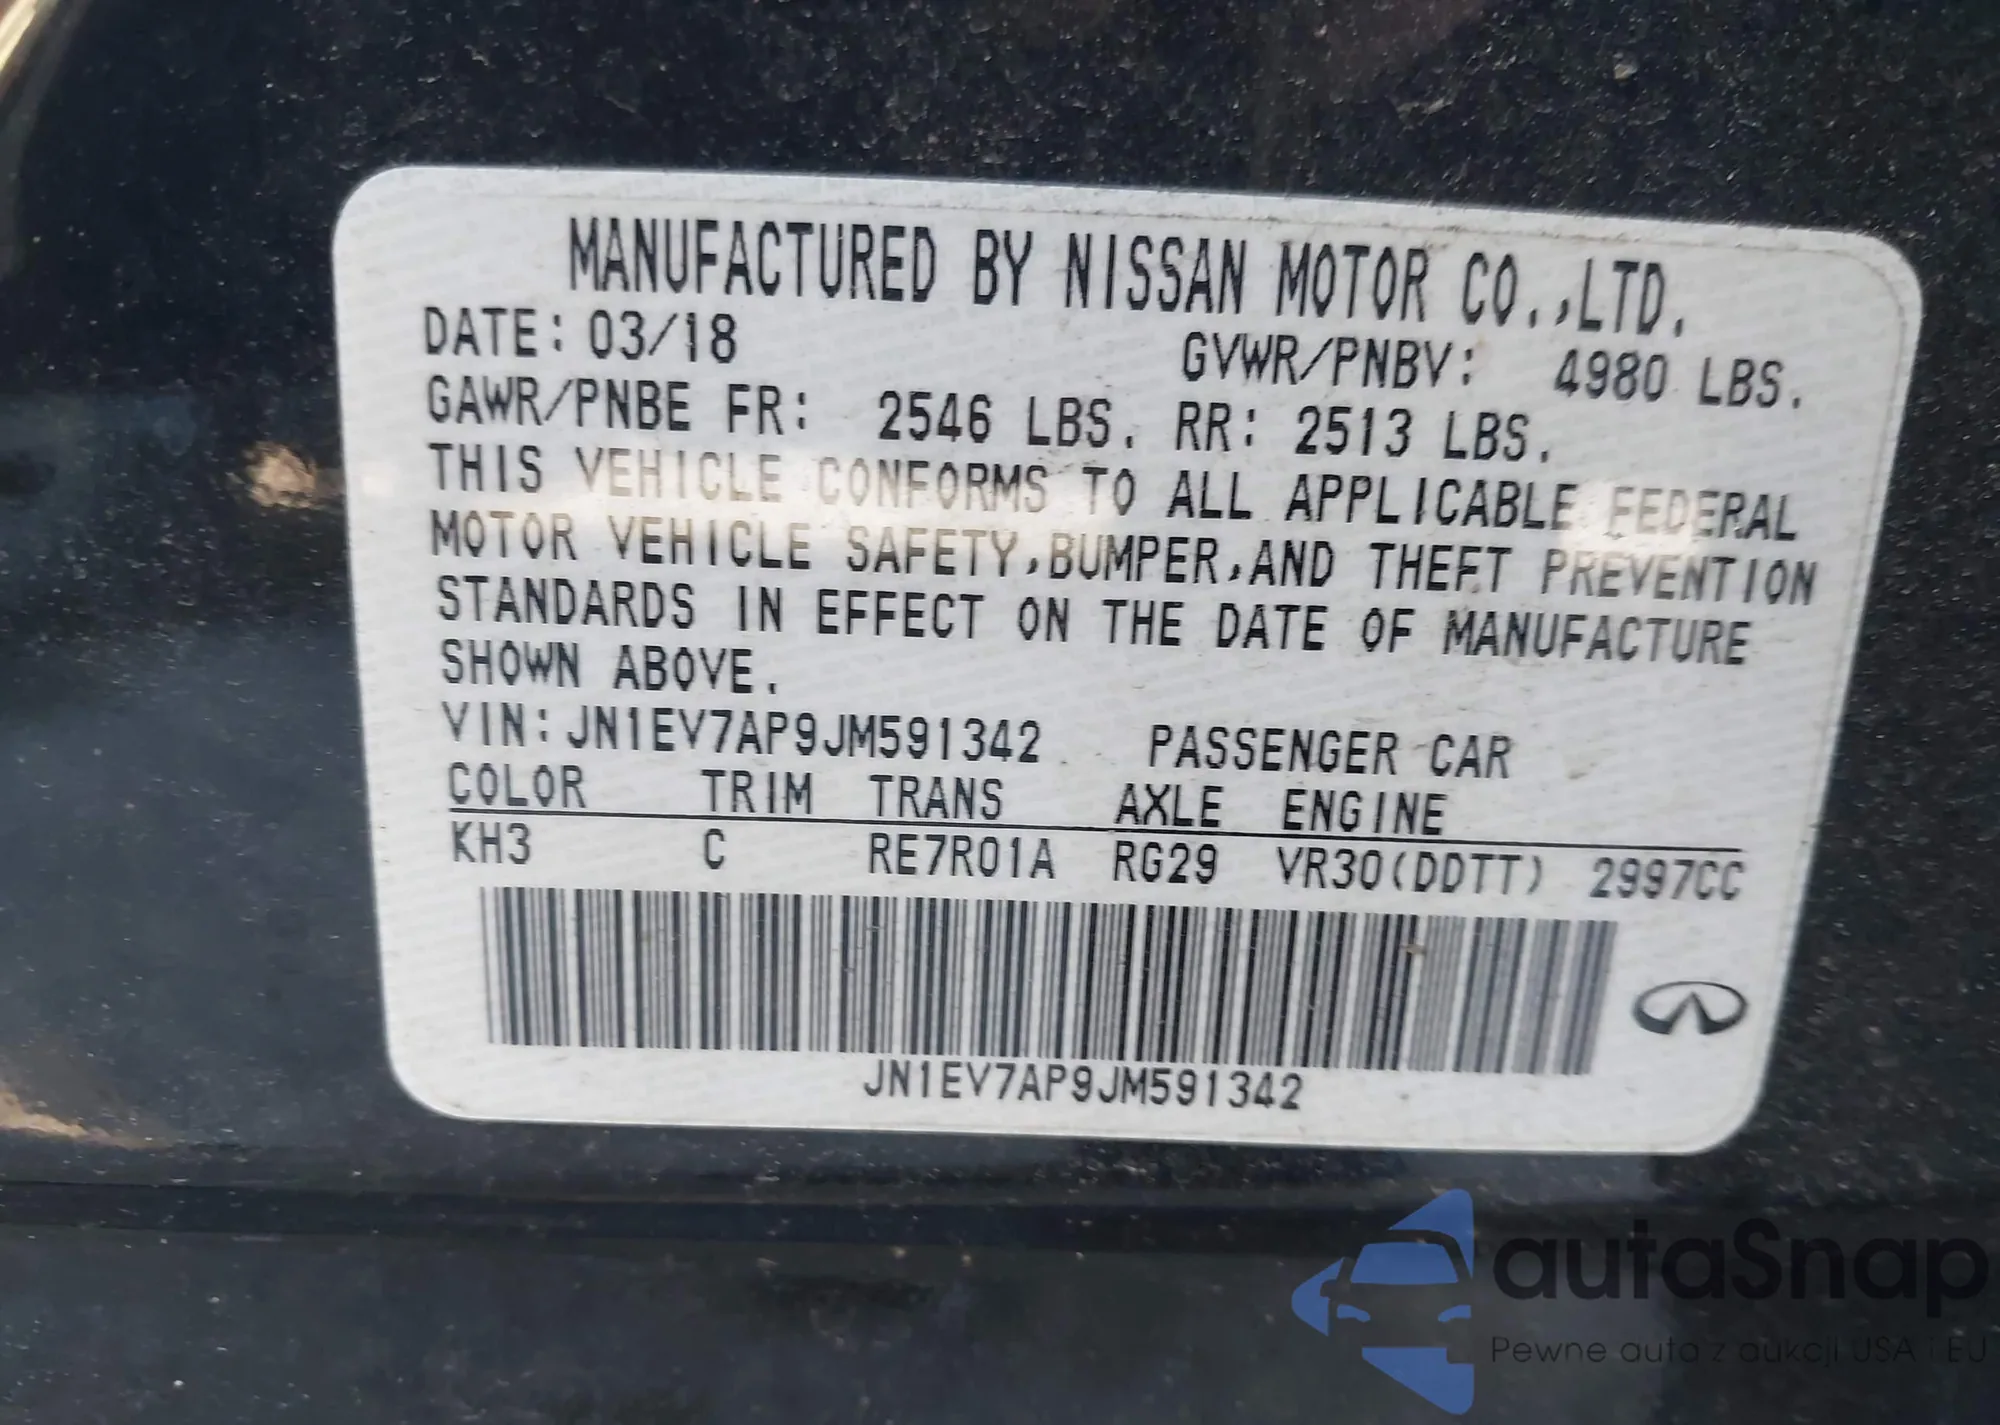 MANUFACTURED BY NISSAN MOTOR CO.,LTD.
DATE: 03/18 GVWR/PNBV: 4980 LBS.
GAWR/PNBE FR: 2546 LBS. RR: 2513 LBS.
THIS VEHICLE CONFORMS TO ALL APPLICABLE FEDERAL
MOTOR VEHICLE SAFETY,BUMPER,AND THEFT PREVENTION
STANDARDS IN EFFECT ON THE DATE OF MANUFACTURE
SHOWN ABOVE.
VIN:JN1EV7AP9JM591342 PASSENGER CAR
COLOR TRIM TRANS AXLE ENGINE
KH3 C RE7R01A RG29 VR30(DDTT) 2997CC
JN1EV7AP9JM591342
autaSnap
Pewne auta z aukcji USA i EU